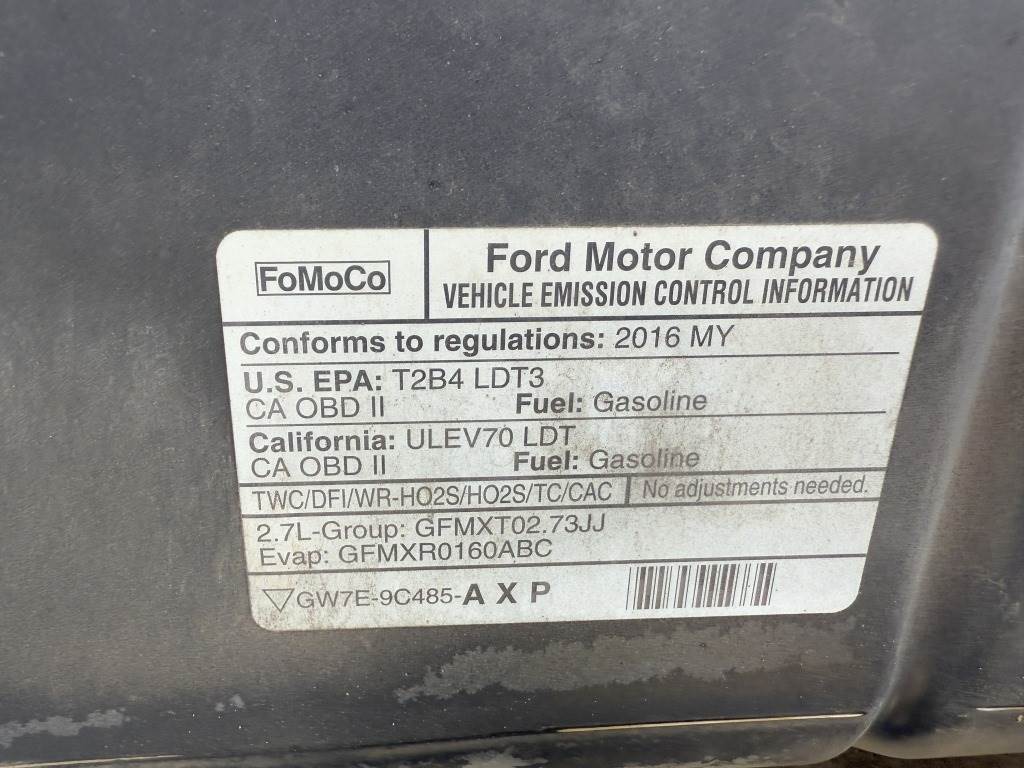 FoMoCo
Ford Motor Company
VEHICLE EMISSION CONTROL INFORMATION
Conforms to regulations: 2016 MY
U.S. EPA: T2B4 LDT3
CA OBD II Fuel: Gasoline
California: ULEV70 LDT
CA OBD II Fuel: Gasoline
TWC/DFI/WR-HO2S/HO2S/TC/CAC No adjustments needed.
2.7L-Group: GFMXT02.73JJ
Evap: GFMXR0160ABC
GW7E-9C485-A X P